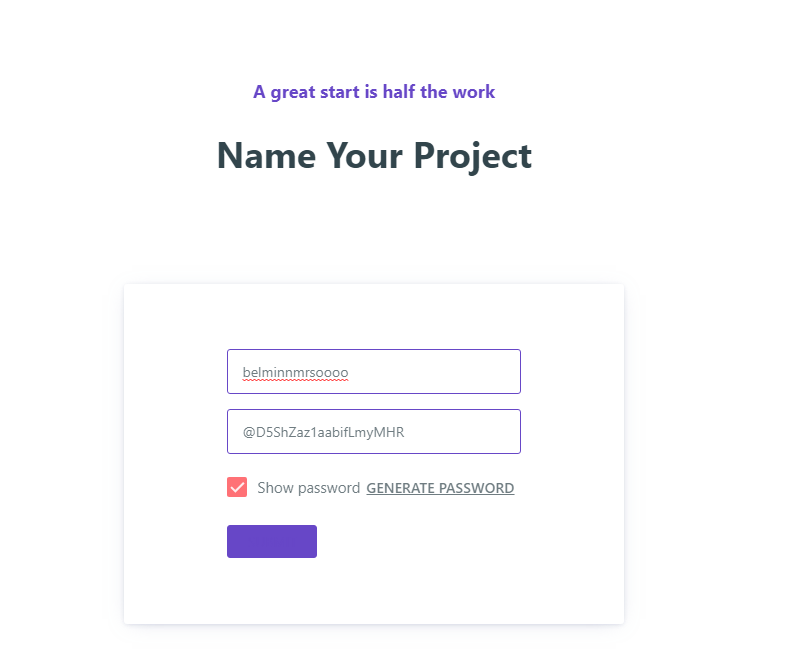 A great start is half the work
Name Your Project
belminnmrsoooo
@D5ShZaz1aabifLmyMHR
Show password GENERATE PASSWORD